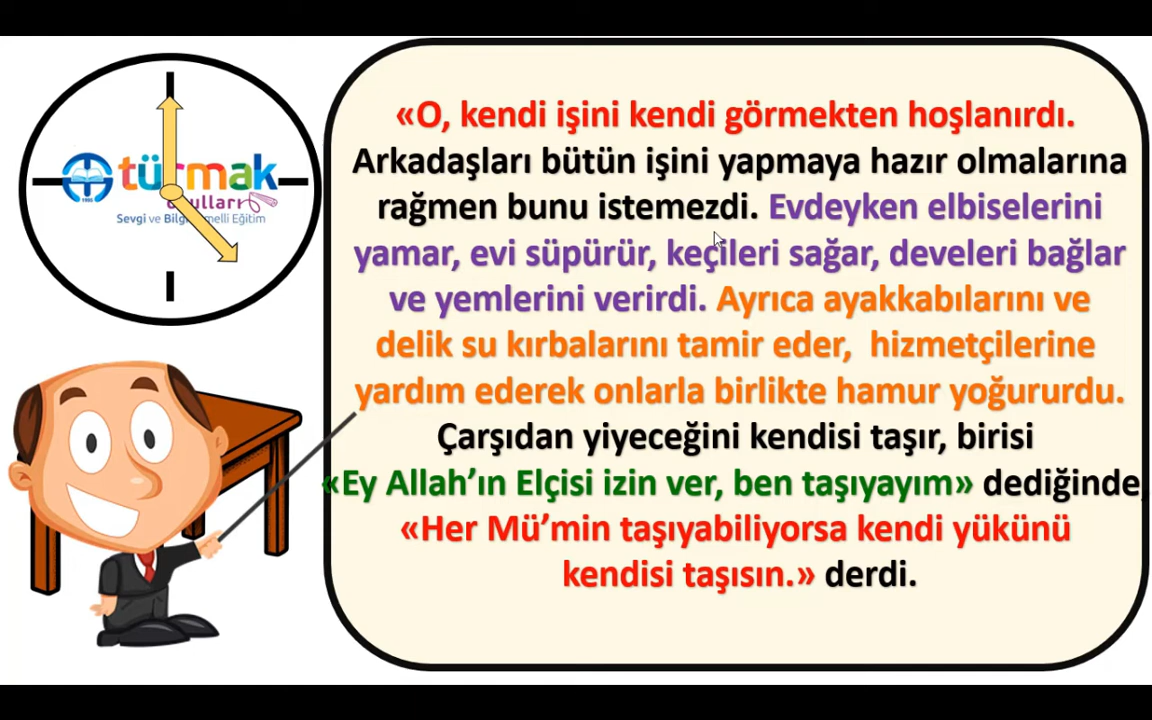 türmak
Sevgi ve Bilgi Temelli Eğitim
«O, kendi işini kendi görmekten hoşlanırdı.
Arkadaşları bütün işini yapmaya hazır olmalarına
rağmen bunu istemezdi. Evdeyken elbiselerini
yamar, evi süpürür, keçileri sağar, develeri bağlar
ve yemlerini verirdi. Ayrıca ayakkabılarını ve
delik su kırbalarını tamir eder, hizmetçilerine
yardım ederek onlarla birlikte hamur yoğururdu.
Çarşıdan yiyeceğini kendisi taşır, birisi
«Ey Allah’ın Elçisi izin ver, ben taşıyayım» dediğinde,
«Her Mü’min taşıyabiliyorsa kendi yükünü
kendisi taşısın.» derdi.